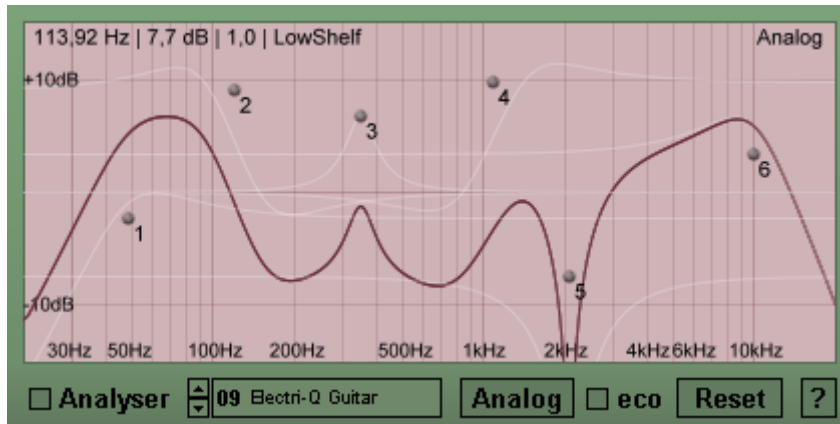 113,92 Hz | 7,7 dB | 1,0 | LowShelf Analog
+10dB
2
4
3
6
1
5
-10dB
30Hz 50Hz 100Hz 200Hz 500Hz 1kHz 2kHz 4kHz 6kHz 10kHz
Analyser 09 Electri-Q Guitar Analog eco Reset ?